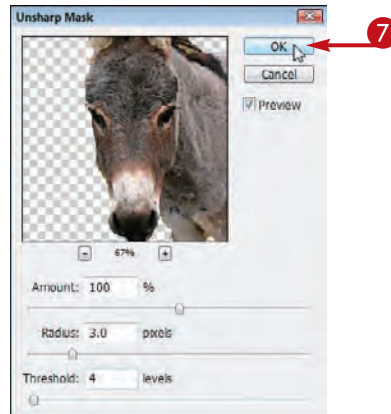 Unsharp Mask
7
OK
Cancel
Preview
67%
Amount: 100 %
Radius: 3.0 pixels
Threshold: 4 levels